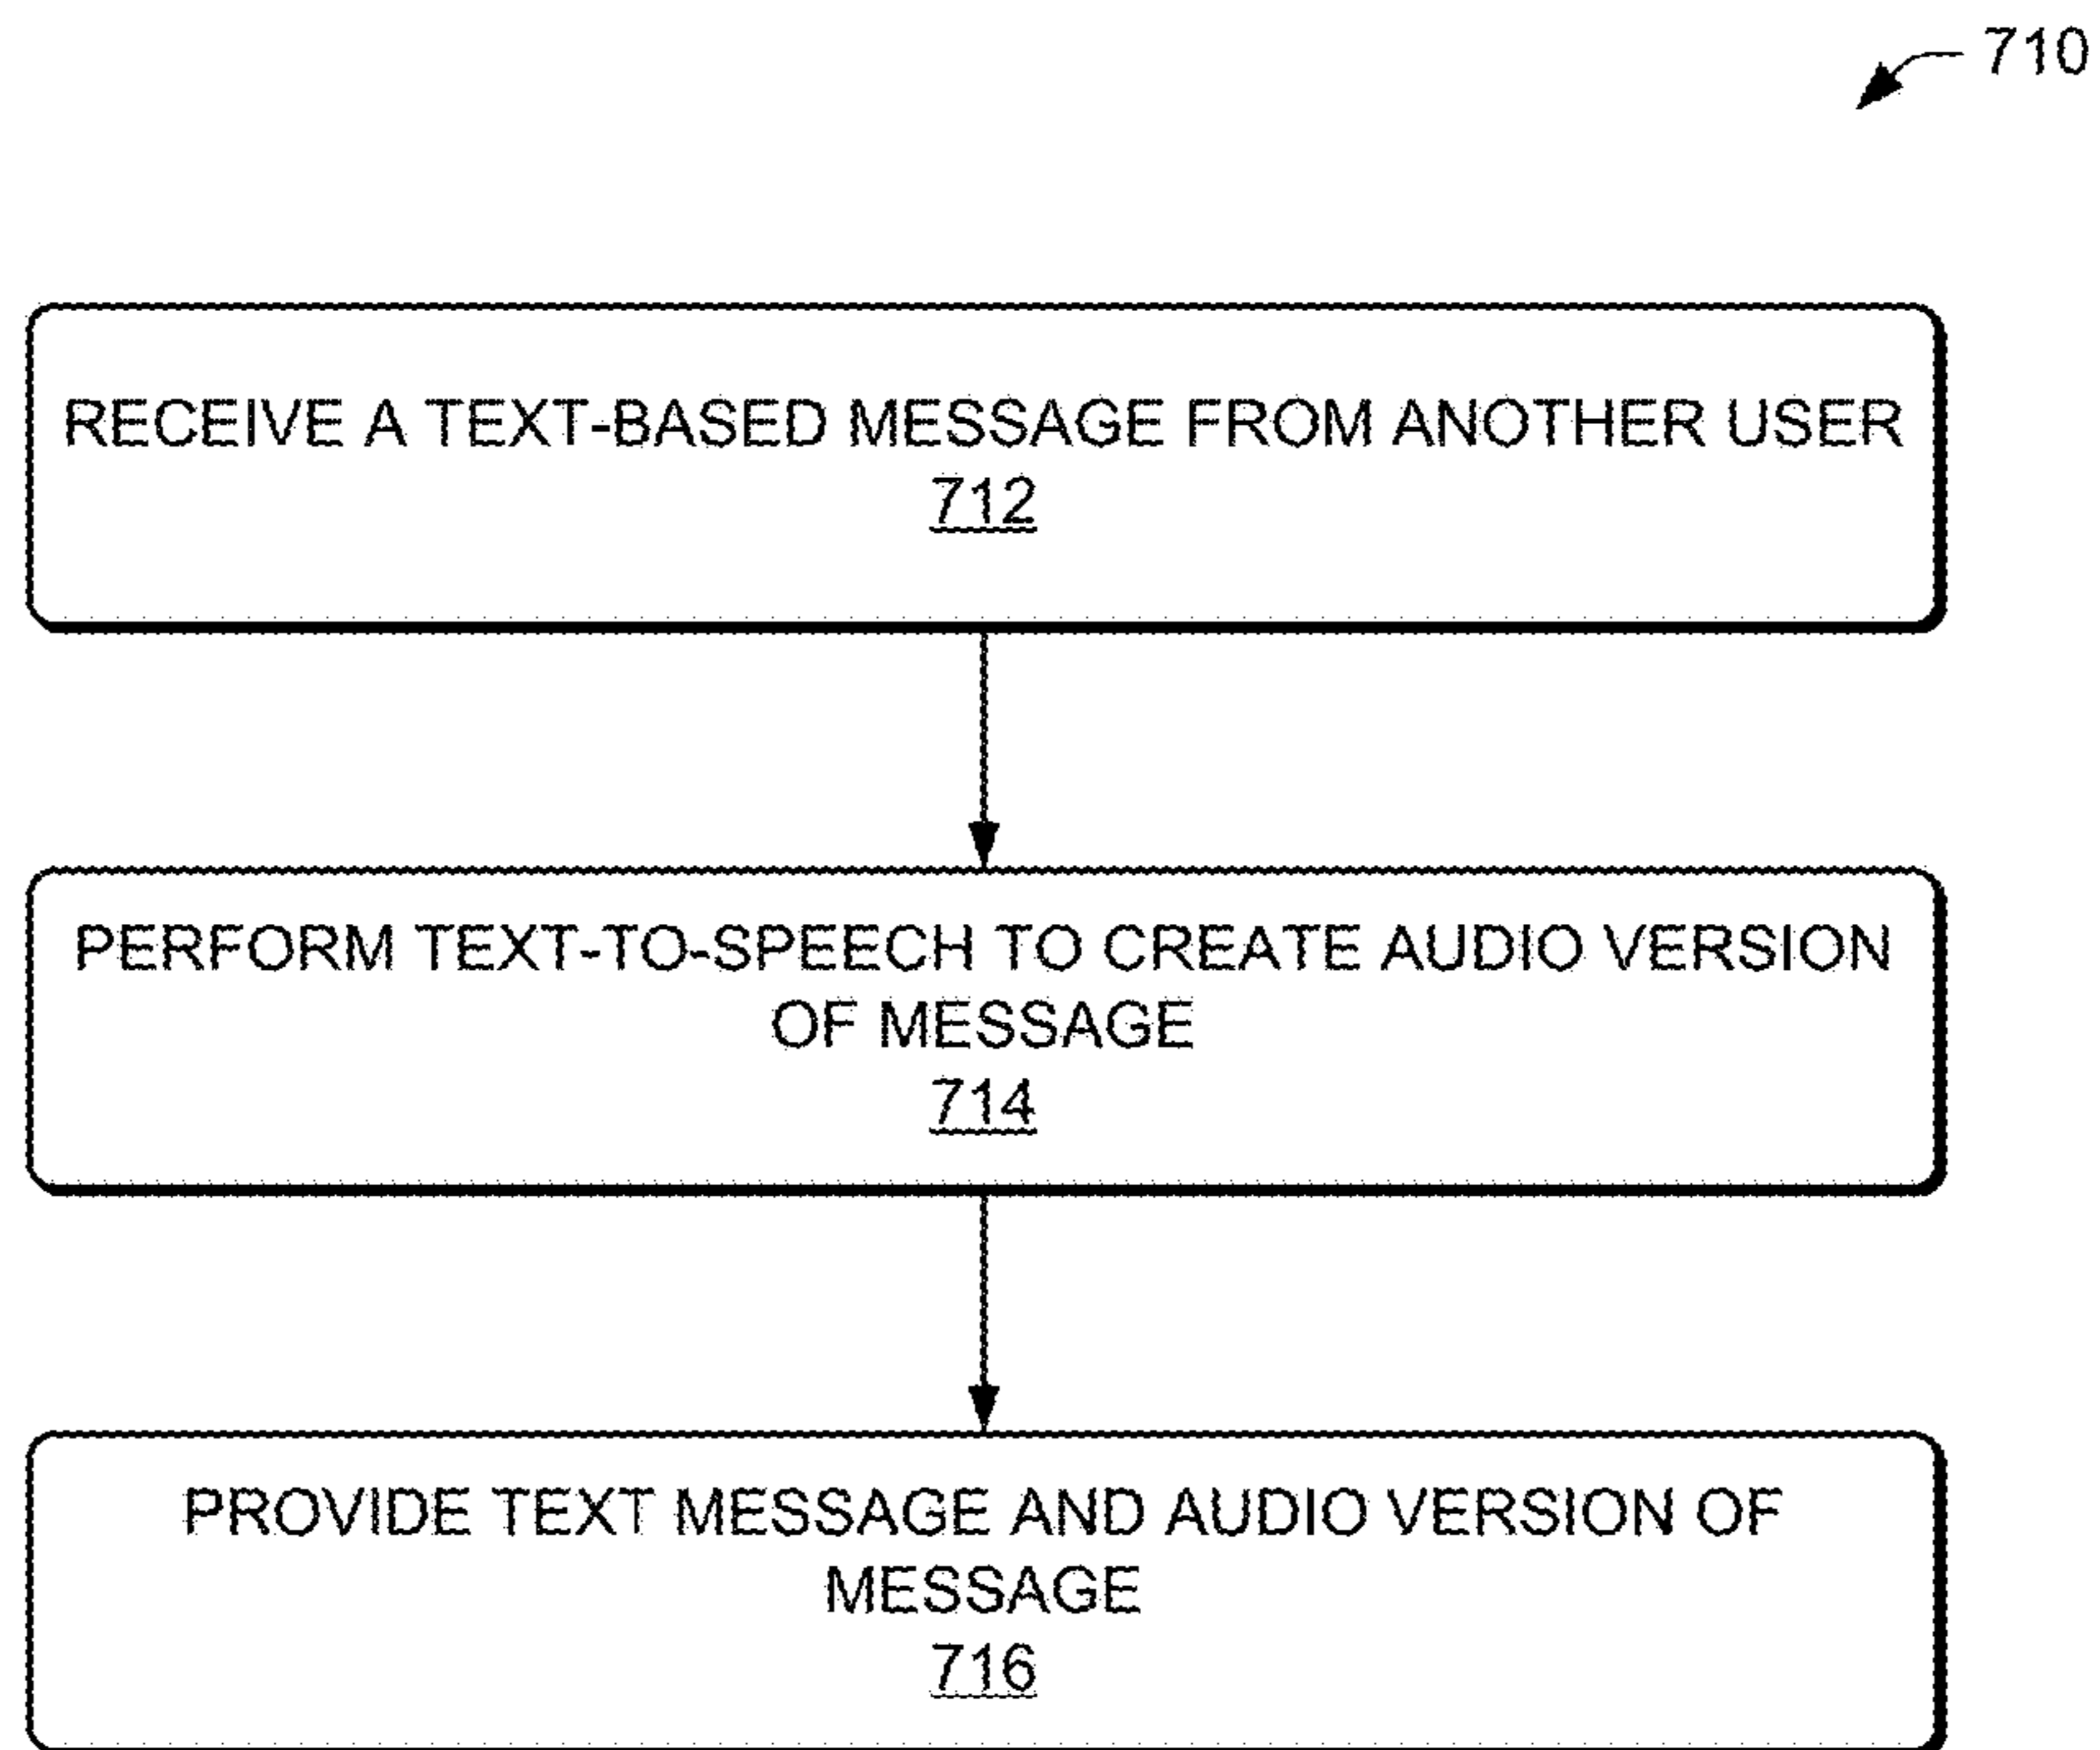 710
RECEIVE A TEXT-BASED MESSAGE FROM ANOTHER USER
712
PERFORM TEXT-TO-SPEECH TO CREATE AUDIO VERSION
OF MESSAGE
714
PROVIDE TEXT MESSAGE AND AUDIO VERSION OF
MESSAGE
716